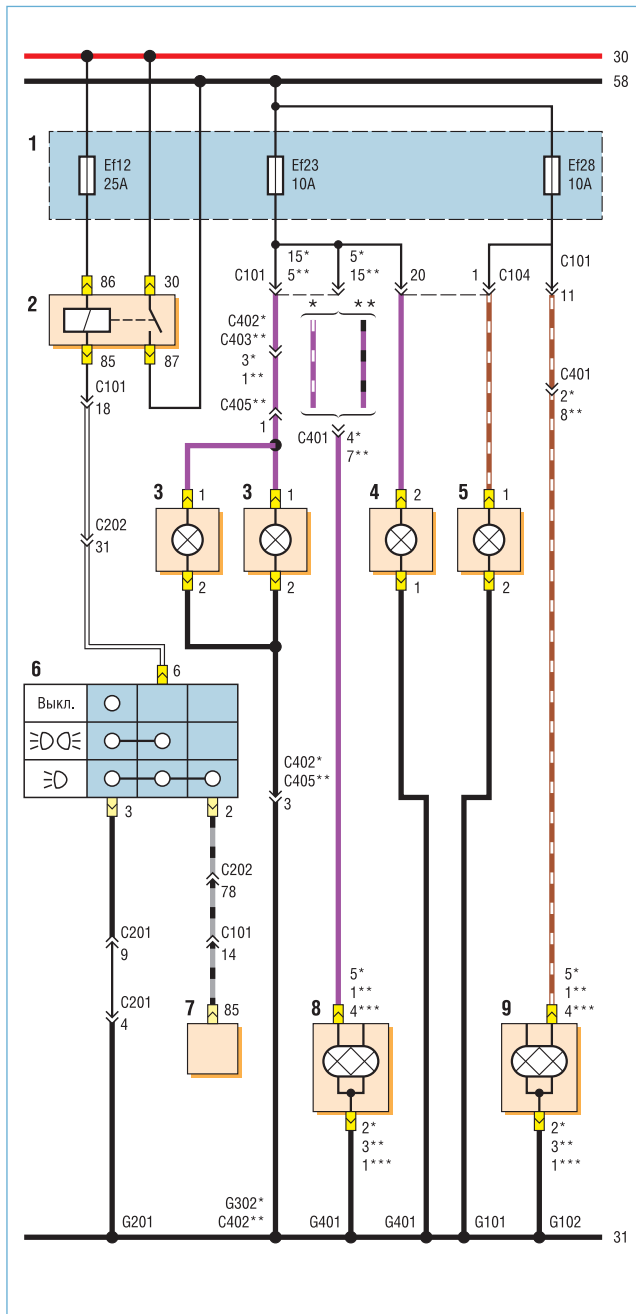 30
58
1
Ef12
25A
Ef23
10A
Ef28
10A
15*
5**
5*
15**
C101
20
1
C104
C101
11
2
86
30
85
87
C101
18
C402*
C403**
3*
1**
C405**
1
*
**
C401
4*
7**
C401
2*
8**
3
1
3
1
4
2
5
1
2
2
1
2
C202
31
6
6
Выкл.
3
2
C402*
C405**
3
C202
78
C201
9
C101
14
C201
4
7
85
8
5*
1**
4***
9
5*
1**
4***
2*
3**
1***
2*
3**
1***
G201
G302*
C402**
G401
G401
G101
G102
31